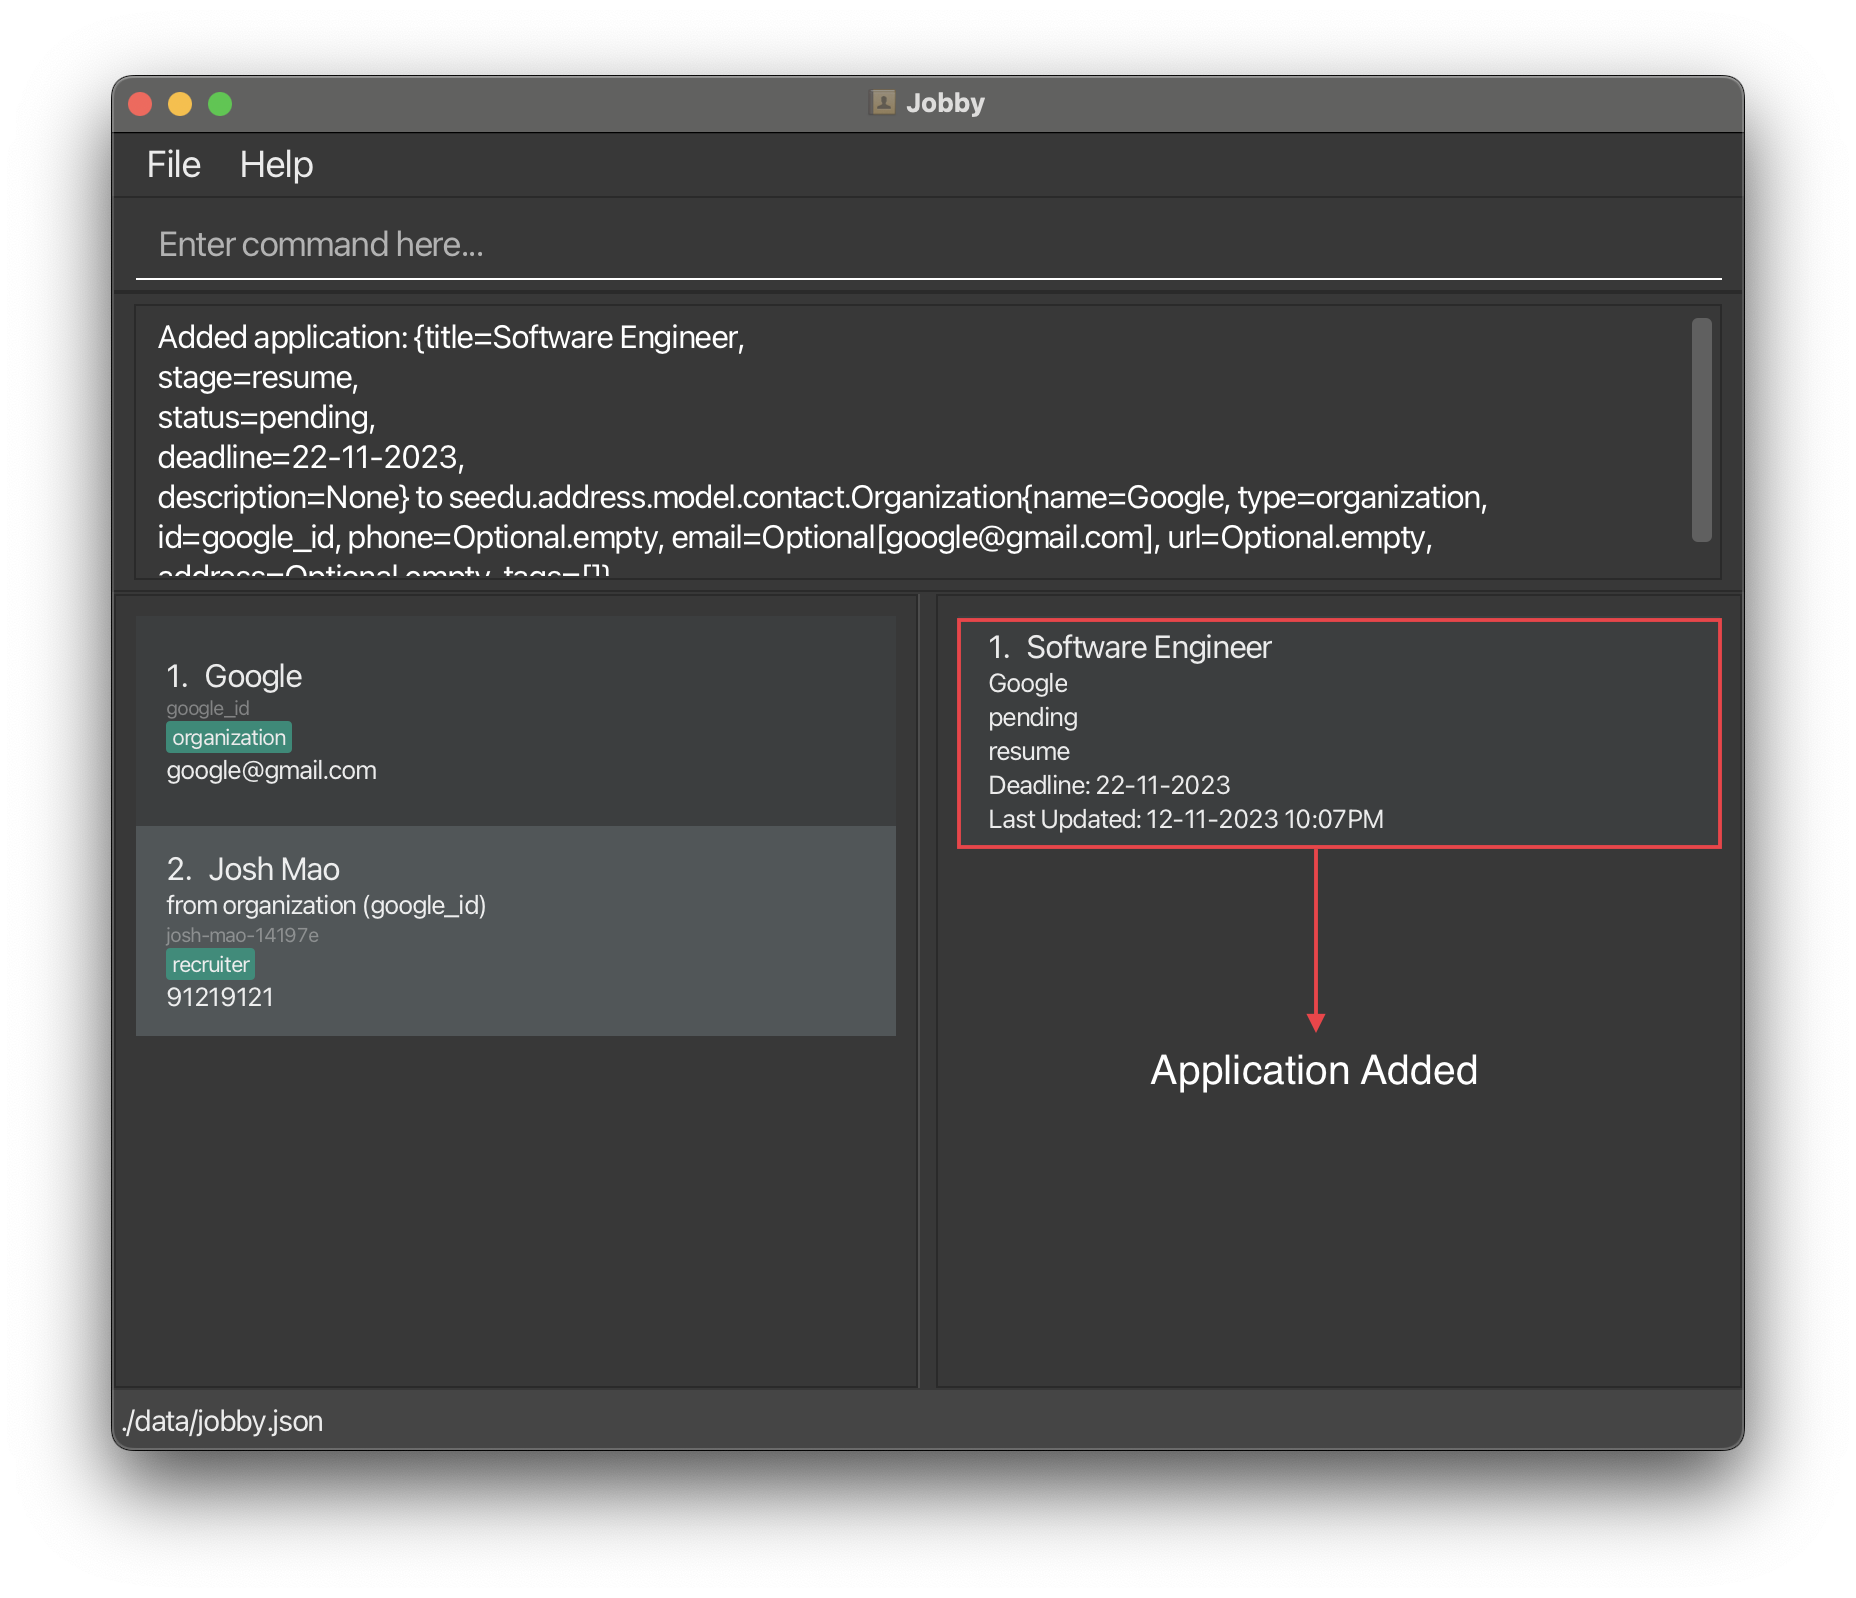 Jobby
File Help
Enter command here...
Added application: {title=Software Engineer,
stage=resume,
status=pending,
deadline=22-11-2023,
description=None} to seedu.address.model.contact.Organization{name=Google, type=organization,
id=google_id, phone=Optional.empty, email=Optional[google@gmail.com], url=Optional.empty,
address=Optional.empty, tags=[]}
1. Google
google_id
organization
google@gmail.com
2. Josh Mao
from organization (google_id)
josh-mao-14197e
recruiter
91219121
1. Software Engineer
Google
pending
resume
Deadline: 22-11-2023
Last Updated: 12-11-2023 10:07PM
Application Added
./data/jobby.json